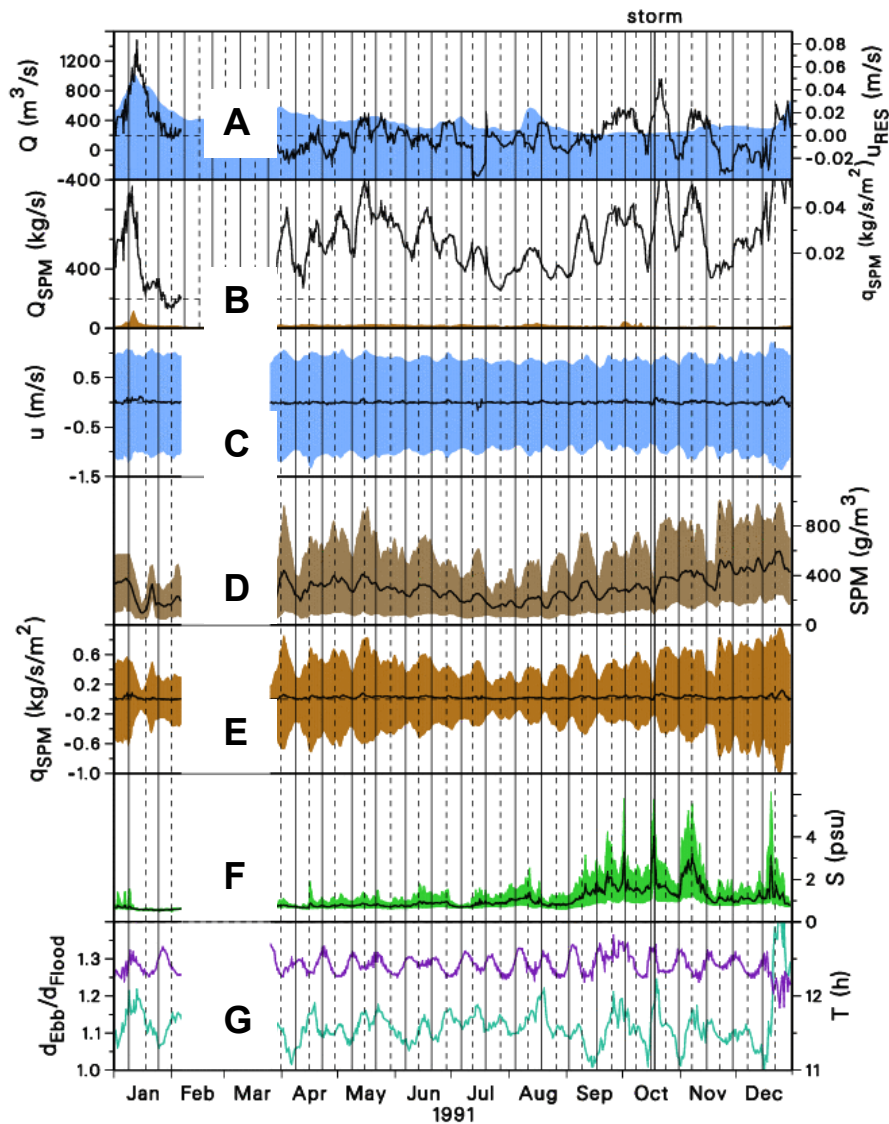 storm
Q (m³/s)
1200
800
400
0
-400
A
0.08
0.06
0.04
0.02
0.00
-0.02
u_RES (m/s)
Q_SPM (kg/s)
400
0
B
0.04
0.02
q_SPM (kg/s/m²)
u (m/s)
0.5
-0.5
-1.5
C
D
800
400
0
SPM (g/m³)
q_SPM (kg/s/m²)
0.6
0.2
-0.2
-0.6
-1.0
E
F
4
2
0
S (psu)
d_Ebb/d_Flood
1.3
1.2
1.1
1.0
G
12
11
T (h)
Jan Feb Mar Apr May Jun Jul Aug Sep Oct Nov Dec
1991